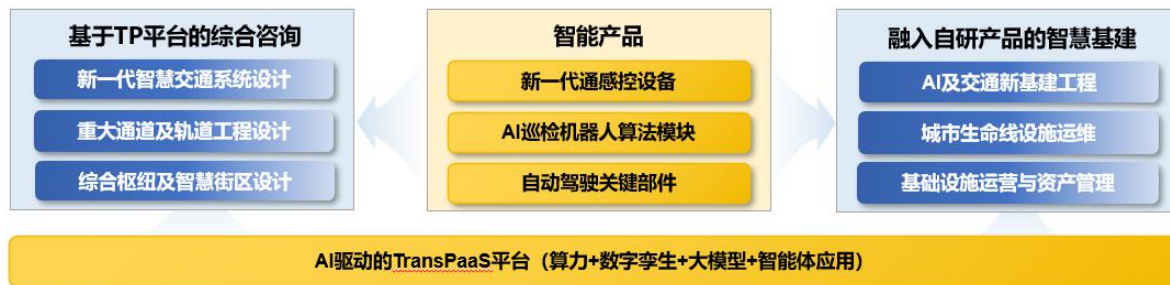 基于TP平台的综合咨询
新一代智慧交通系统设计
重大通道及轨道工程设计
综合枢纽及智慧街区设计
智能产品
新一代通感控设备
AI巡检机器人算法模块
自动驾驶关键部件
融入自研产品的智慧基建
AI及交通新基建工程
城市生命线设施运维
基础设施运营与资产管理
AI驱动的TransPaaS平台（算力+数字孪生+大模型+智能体应用）